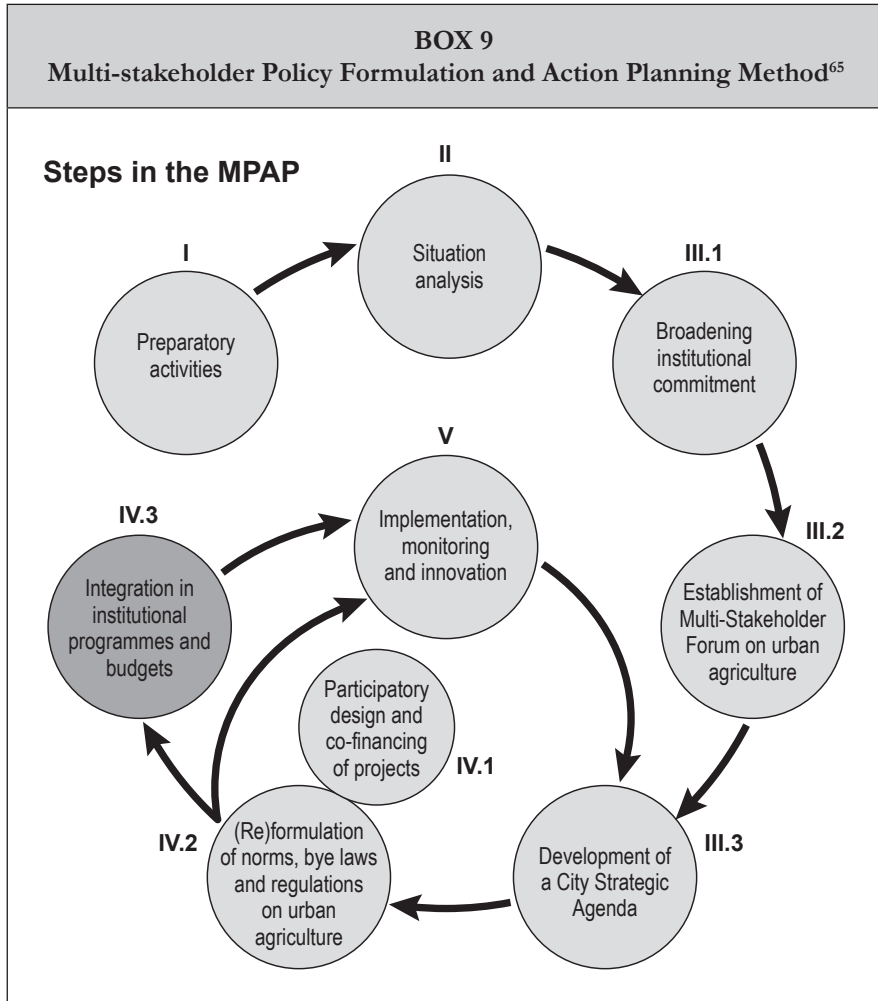 BOX 9
Multi-stakeholder Policy Formulation and Action Planning Method65
Steps in the MPAP
I
Preparatory
activities
II
Situation
analysis
III.1
Broadening
institutional
commitment
III.2
Establishment of
Multi-Stakeholder
Forum on urban
agriculture
III.3
Development of
a City Strategic
Agenda
IV.1
Participatory
design and
co-financing
of projects
IV.2
(Re)formulation
of norms, bye laws
and regulations
on urban
agriculture
IV.3
Integration in
institutional
programmes and
budgets
V
Implementation,
monitoring
and innovation